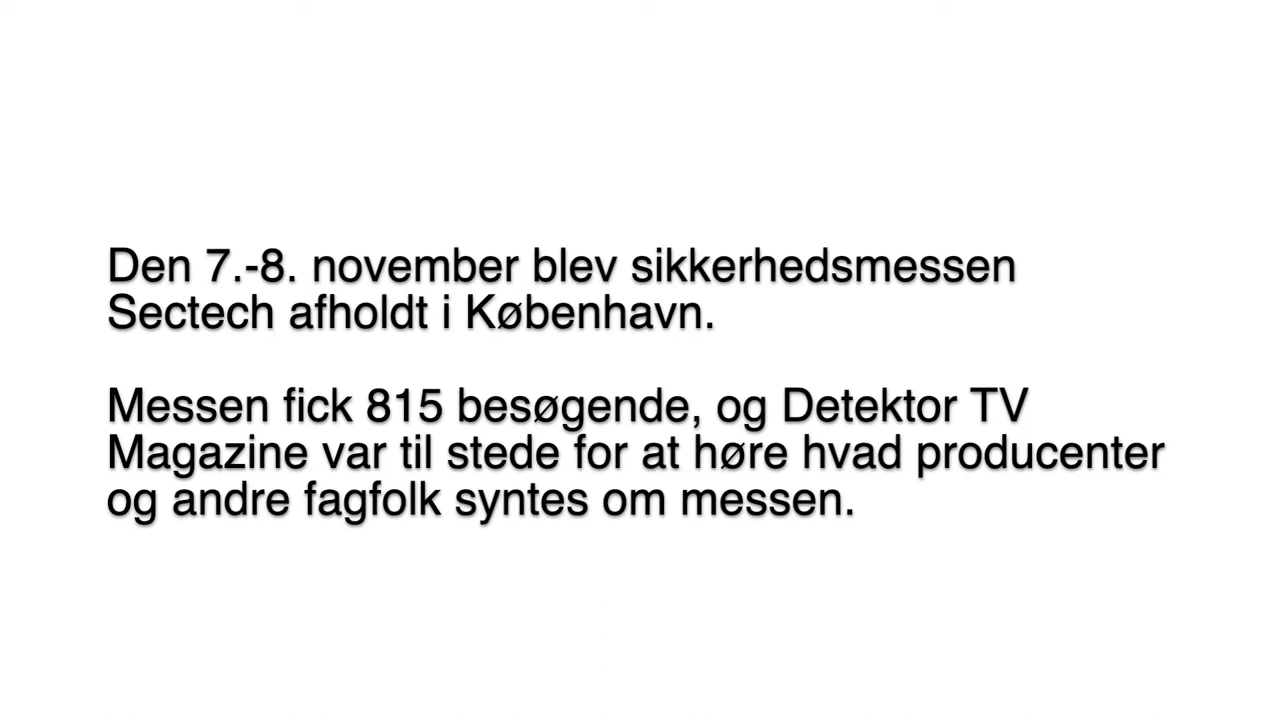 Den 7.-8. november blev sikkerhedsmessen
Sectech afholdt i København.
Messen fick 815 besøgende, og Detektor TV
Magazine var til stede for at høre hvad producenter
og andre fagfolk syntes om messen.